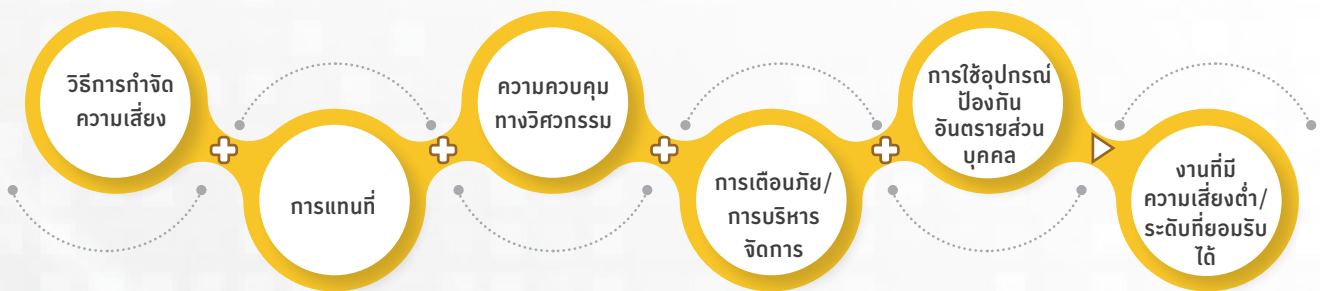 วิธีการกำจัด
ความเสี่ยง
การแทนที่
ความควบคุม
ทางวิศวกรรม
การเตือนภัย/
การบริหาร
จัดการ
การใช้อุปกรณ์
ป้องกัน
อันตรายส่วน
บุคคล
งานที่มี
ความเสี่ยงต่ำ/
ระดับที่ยอมรับ
ได้